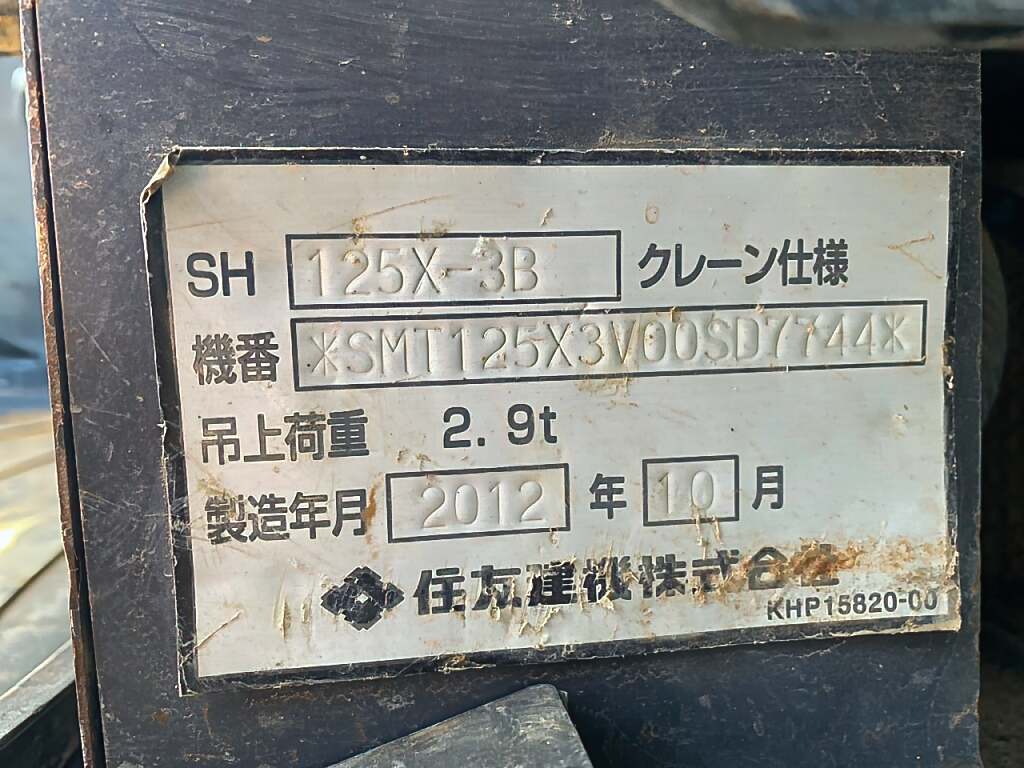 SH 125X-3B クレーン仕様
機番 *SMT125X3V00SD7744*
吊上荷重 2.9t
製造年月 2012 年 10 月
住友建機株式会社
KHP15820-00